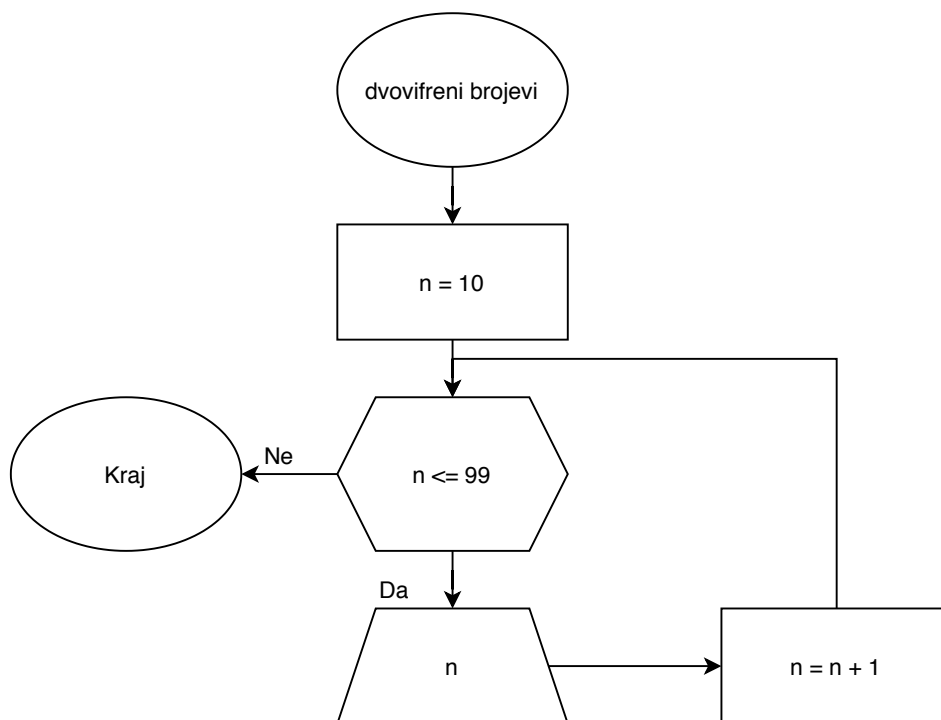 dvovifreni brojevi
n = 10
n <= 99
Ne
Kraj
Da
n
n = n + 1